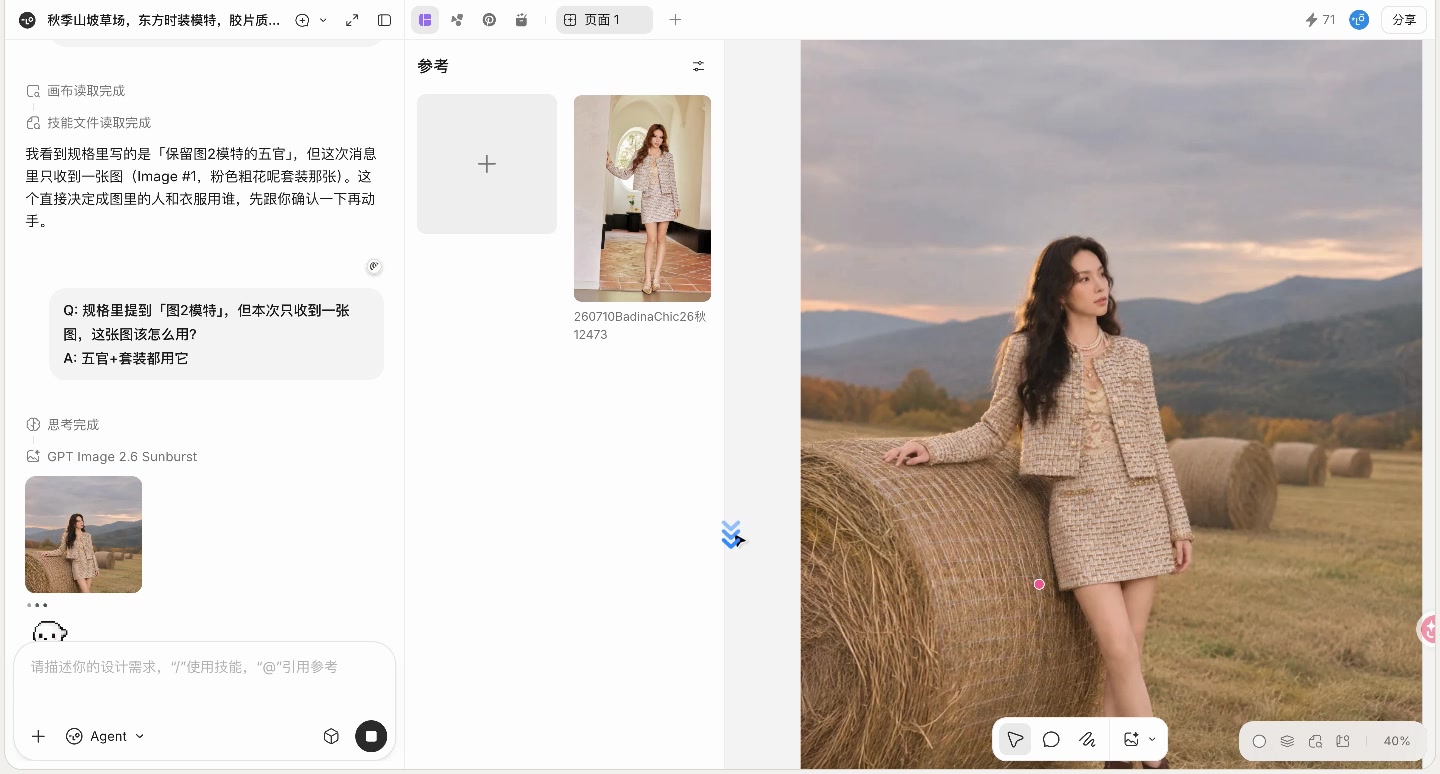 秋季山坡草场，东方时装模特，胶片质...
页面 1
71
分享
画布读取完成
技能文件读取完成
我看到规格里写的是「保留图2模特的五官」，但这次消息
里只收到一张图（Image #1，粉色粗花呢套装那张）。这
个直接决定成图里的人和衣服用谁，先跟你确认一下再动
手。
Q: 规格里提到「图2模特」，但本次只收到一张
图，这张图该怎么用?
A: 五官+套装都用它
思考完成
GPT Image 2.6 Sunburst
请描述你的设计需求，“/”使用技能，“@”引用参考
Agent
参考
260710BadinaChic26秋
12473
40%